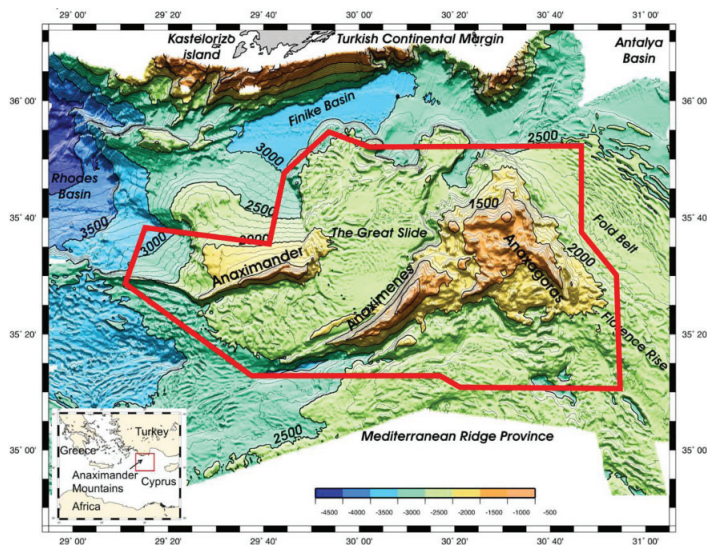 29 00'
29 20'
29 40'
30 00'
30 20'
30 40'
31 00'
Kastelorizo
island
Turkish Continental Margin
Antalya
Basin
36 00'
36 00'
Finike Basin
2500
3000
Rhodes
Basin
2500
1500
35 40'
35 40'
3500
3000
2000
The Great Slide
Fold Belt
Anaximander
Anaximenes
Anaxagoras
2000
35 20'
35 20'
Florence Rise
35 00'
35 00'
2500
Mediterranean Ridge Province
Turkey
Greece
Anaximander
Mountains
Cyprus
Africa
-4500 -4000 -3500 -3000 -2500 -2000 -1500 -1000 -500
29 00'
29 20'
29 40'
30 00'
30 20'
30 40'
31 00'